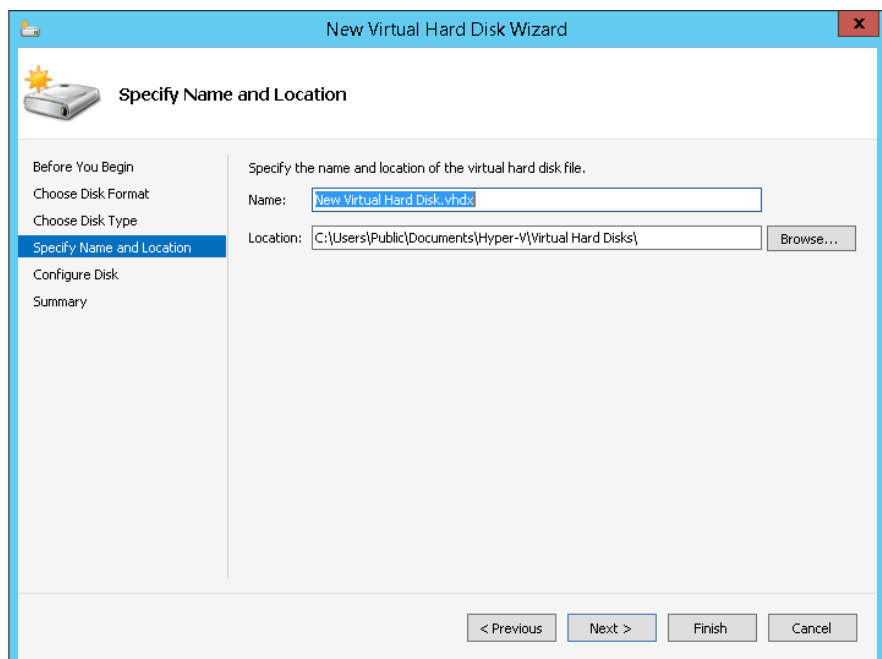 New Virtual Hard Disk Wizard
x
Specify Name and Location
Before You Begin
Choose Disk Format
Choose Disk Type
Specify Name and Location
Configure Disk
Summary
Specify the name and location of the virtual hard disk file.
Name: New Virtual Hard Disk.vhdx
Location: C:\Users\Public\Documents\Hyper-V\Virtual Hard Disks\ Browse...
< Previous Next > Finish Cancel